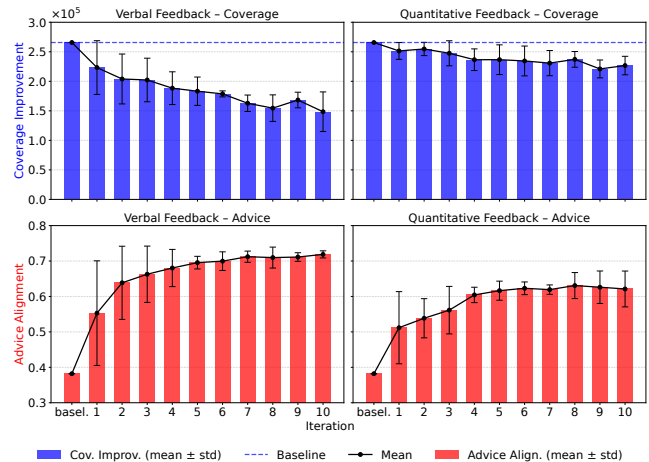 ×10⁵
Verbal Feedback – Coverage
Quantitative Feedback – Coverage
Coverage Improvement
3.0
2.5
2.0
1.5
1.0
0.5
0.0
Verbal Feedback – Advice
Quantitative Feedback – Advice
Advice Alignment
0.8
0.7
0.6
0.5
0.4
0.3
basel. 1 2 3 4 5 6 7 8 9 10
basel. 1 2 3 4 5 6 7 8 9 10
Iteration
Cov. Improv. (mean ± std) Baseline Mean Advice Align. (mean ± std)